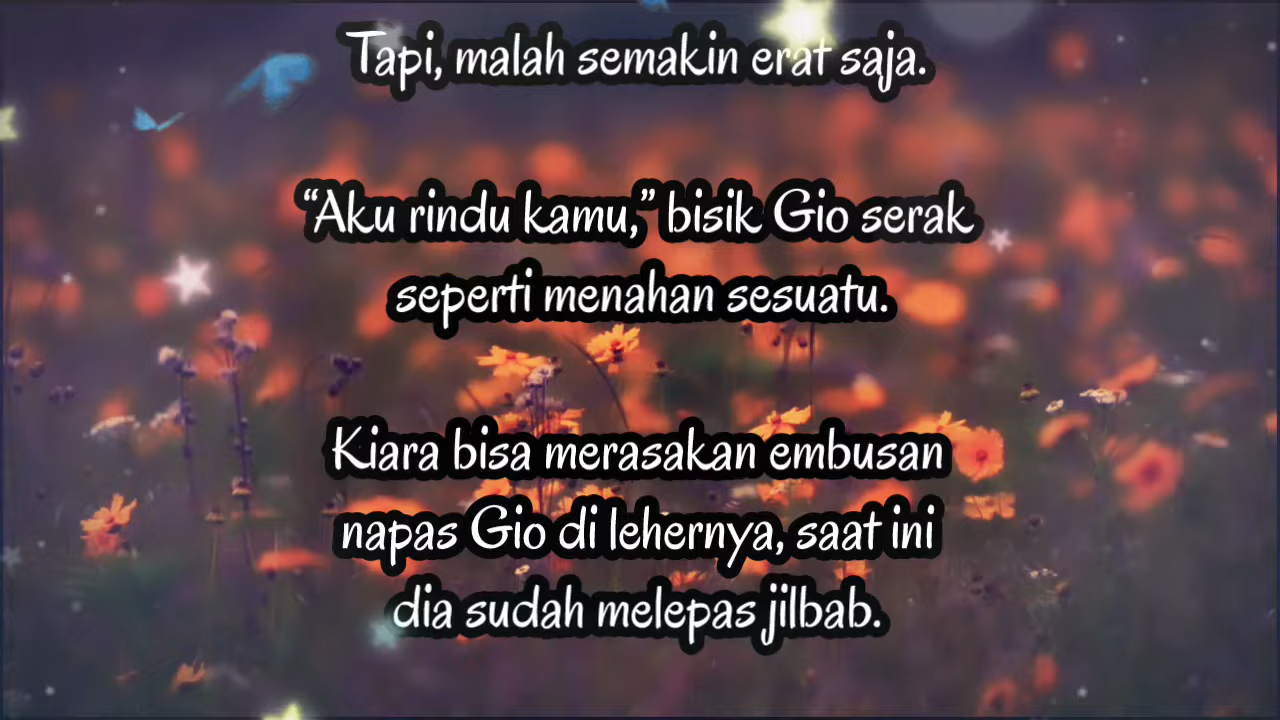 Tapi, malah semakin erat saja.
“Aku rindu kamu,” bisik Gio serak
seperti menahan sesuatu.
Kiara bisa merasakan embusan
napas Gio di lehernya, saat ini
dia sudah melepas jilbab.